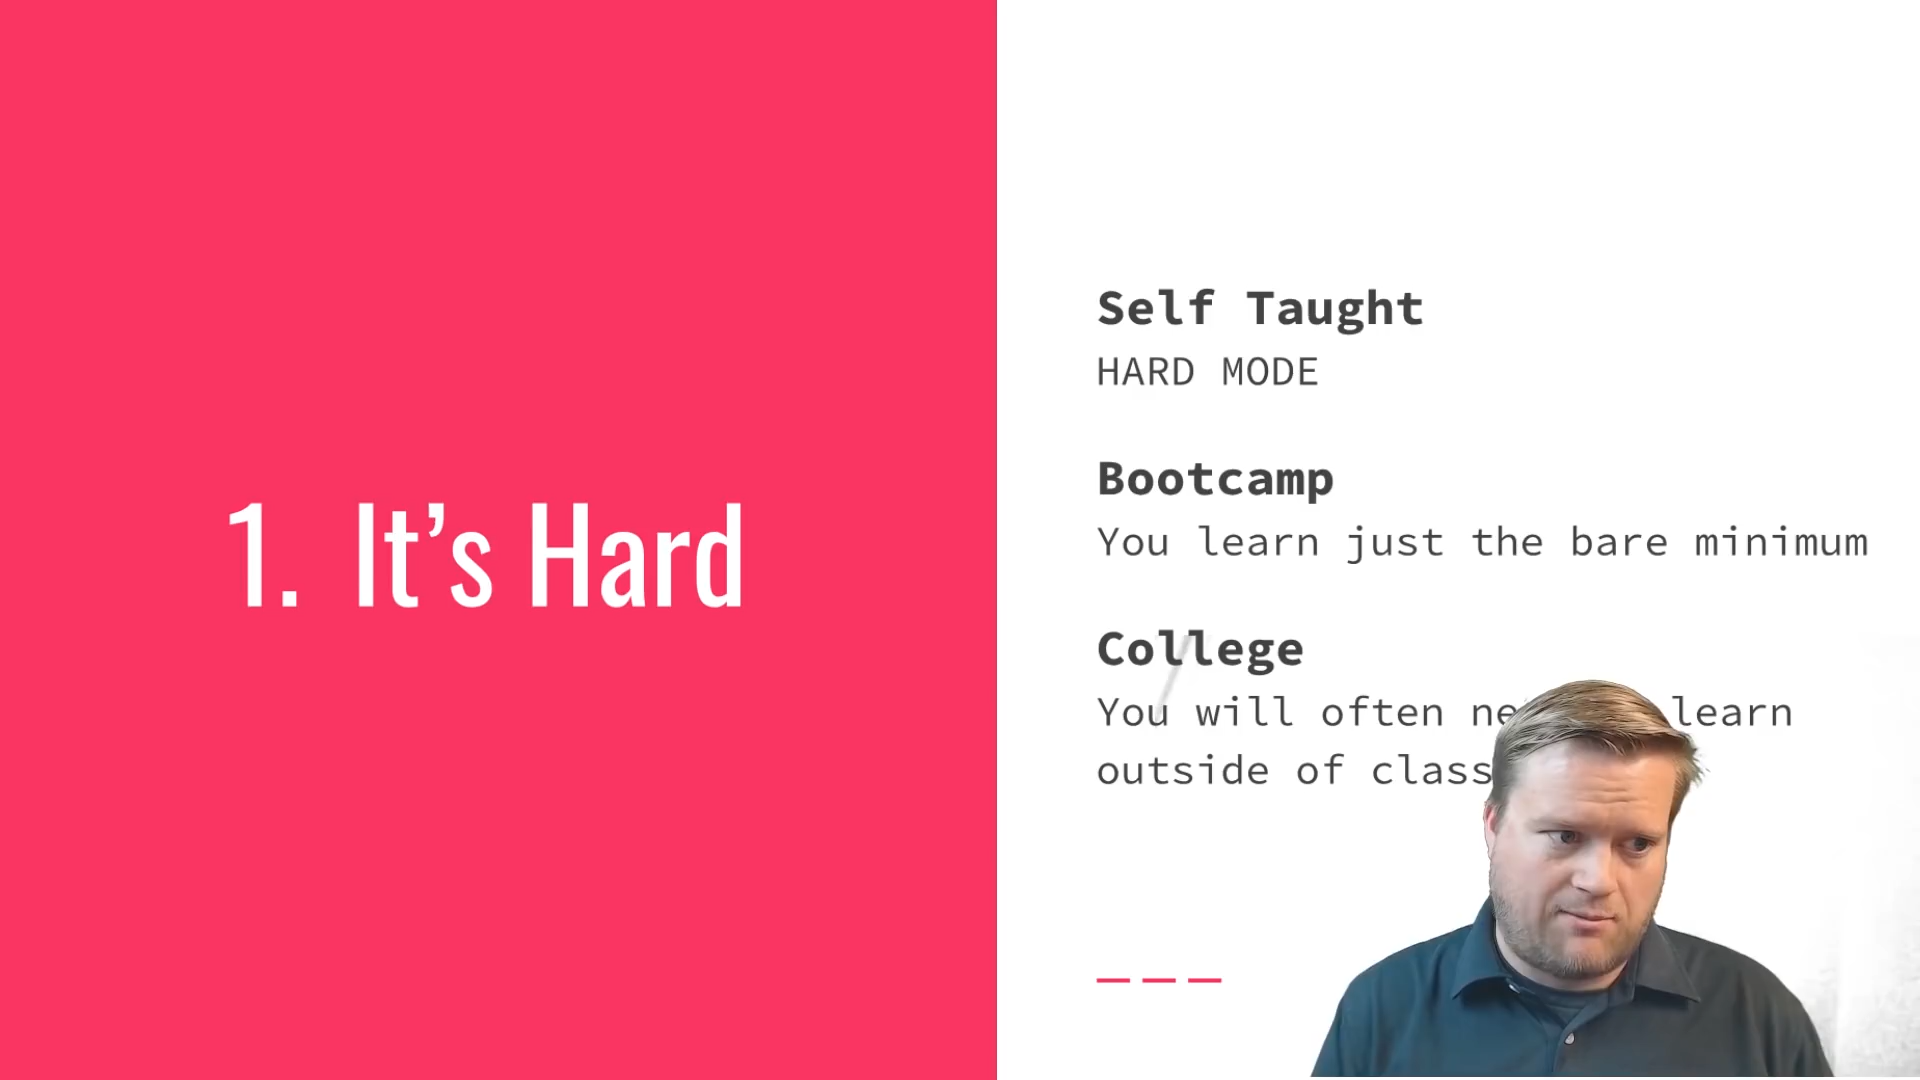 1. It’s Hard
Self Taught
HARD MODE
Bootcamp
You learn just the bare minimum
College
You will often learn
outside of class